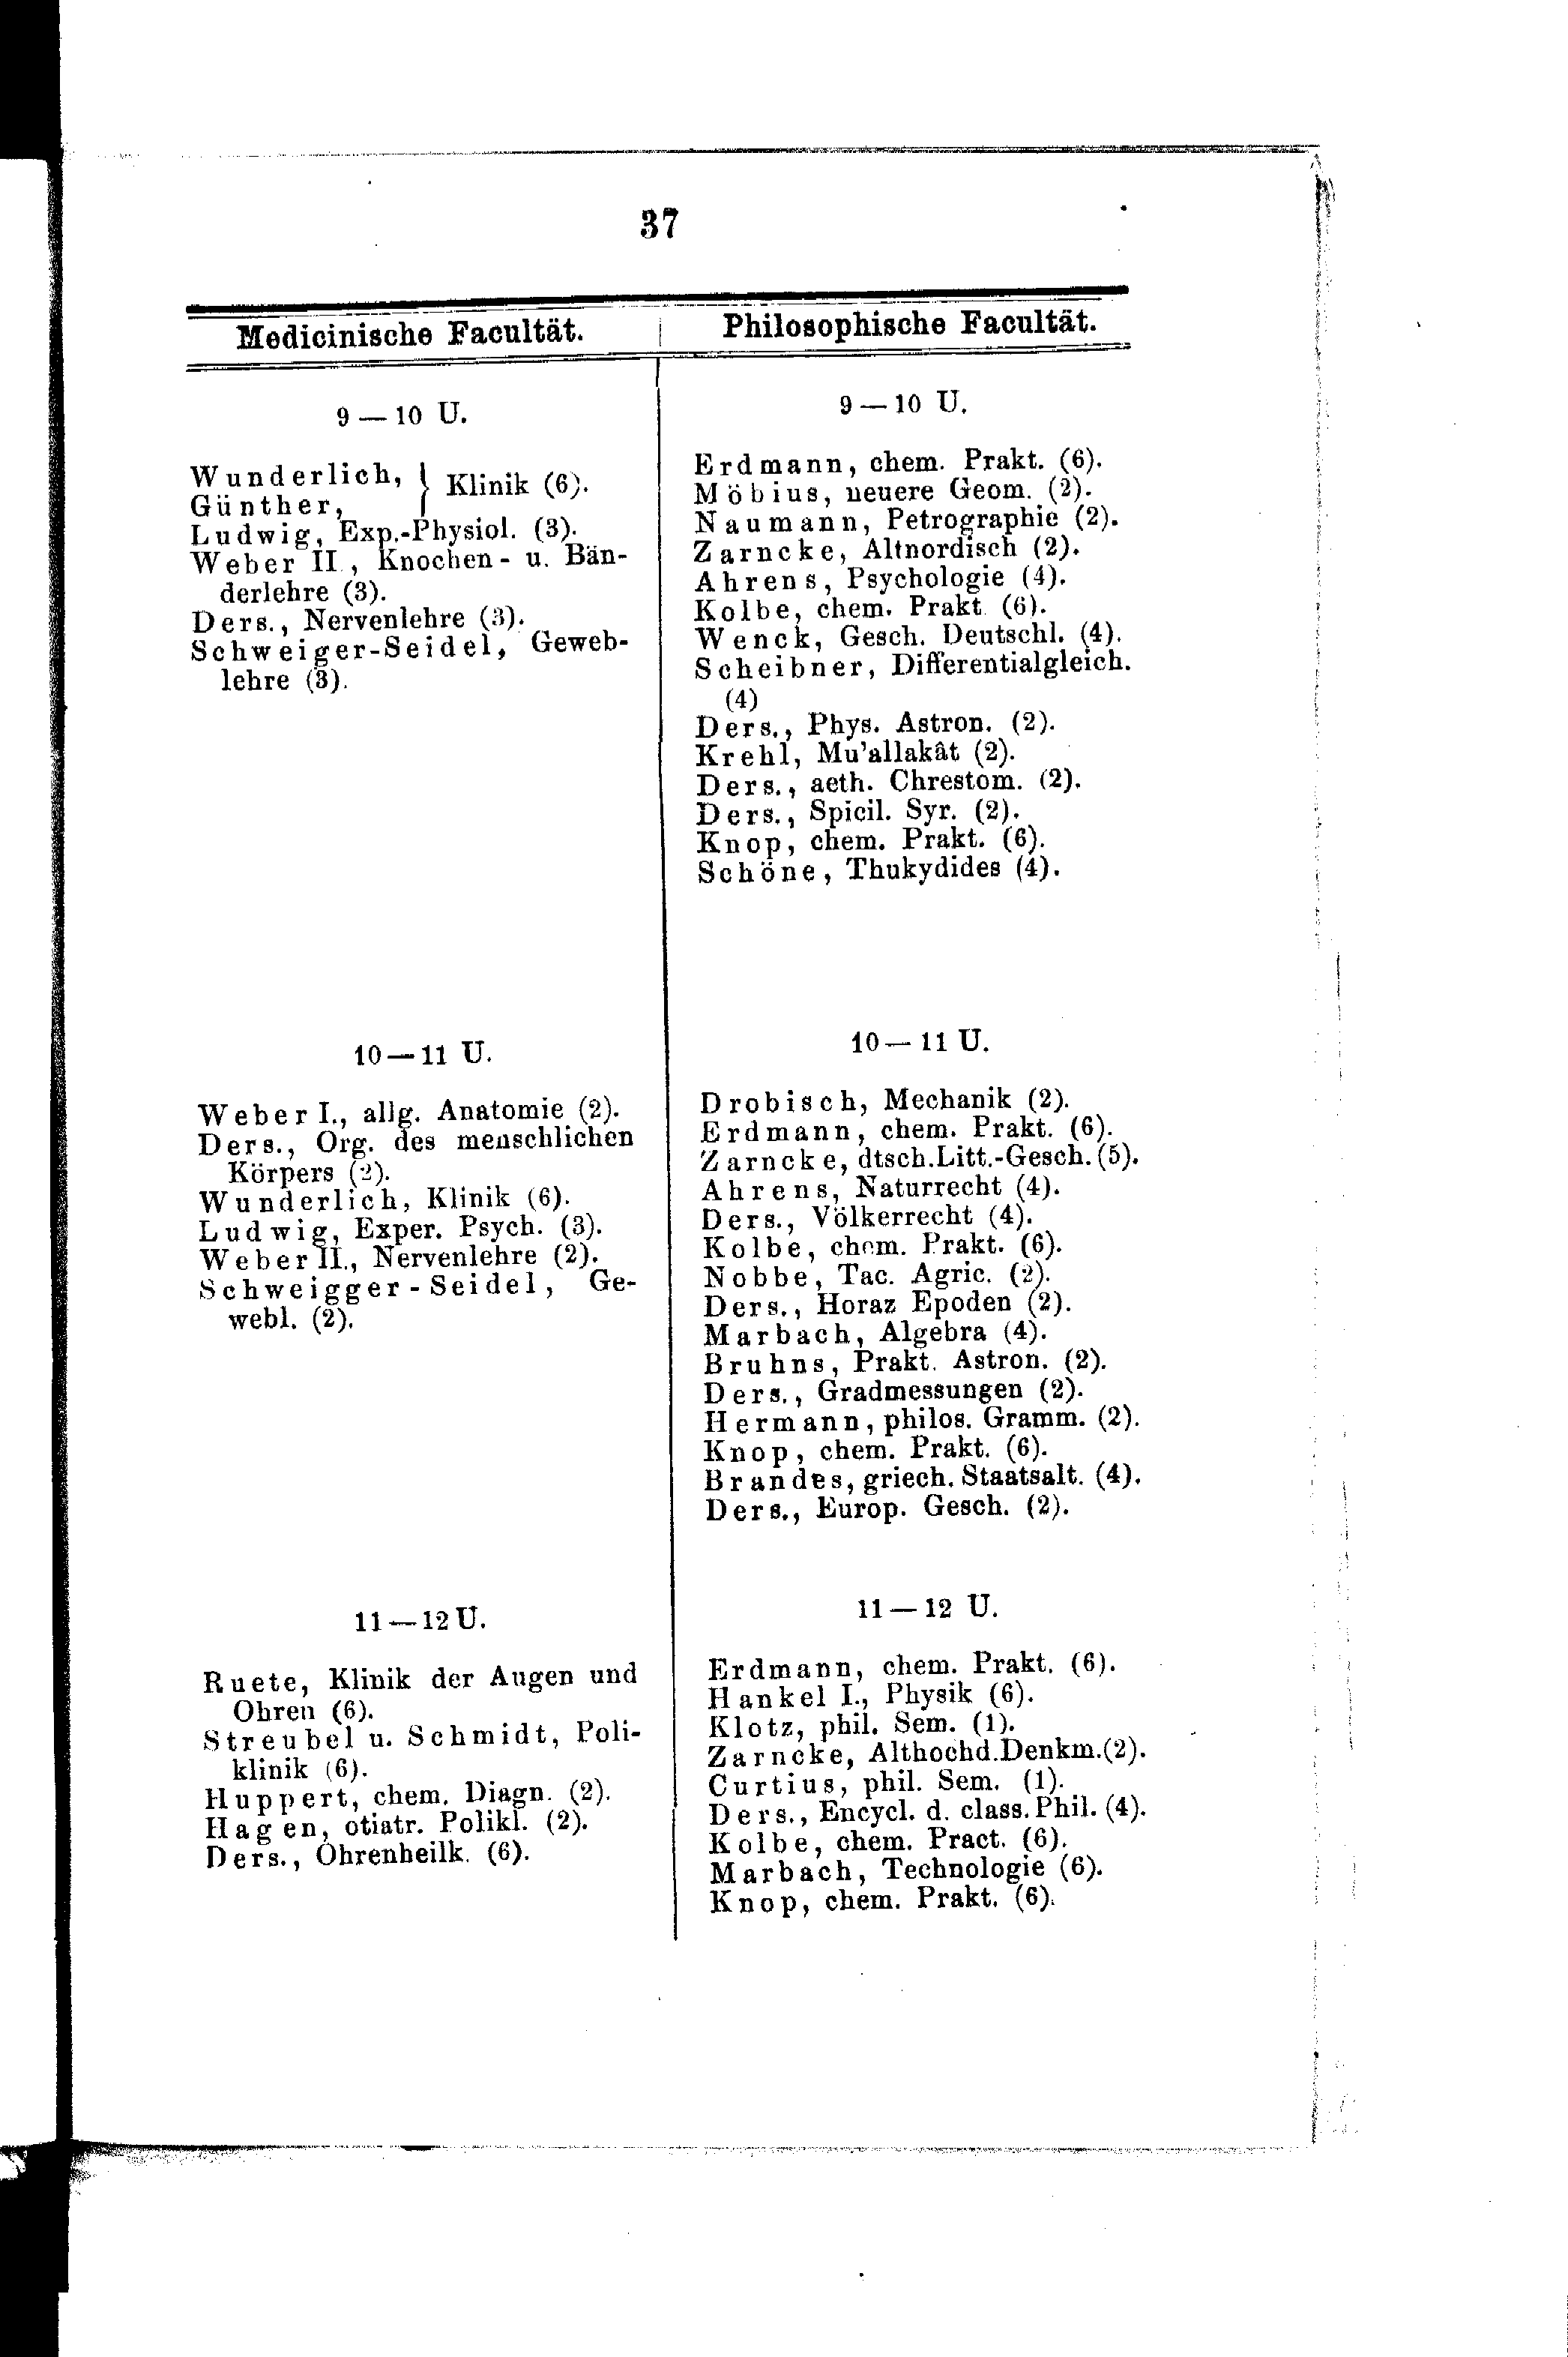 37
Medicinische Facultät.
9 — 10 U.
Wunderlich, } Klinik (6).
Günther,
Ludwig, Exp.-Physiol. (3).
Weber II, Knochen- u. Bän-
derlehre (3).
Ders., Nervenlehre (3).
Schweiger-Seidel, Geweb-
lehre (3).
10 — 11 U.
Weber I., allg. Anatomie (2).
Ders., Org. des menschlichen
Körpers (2).
Wunderlich, Klinik (6).
Ludwig, Exper. Psych. (3).
Weber II., Nervenlehre (2).
Schweigger-Seidel, Ge-
webl. (2).
11 — 12 U.
Ruete, Klinik der Augen und
Ohren (6).
Streubel u. Schmidt, Poli-
klinik (6).
Huppert, chem. Diagn. (2).
Hagen, otiatr. Polikl. (2).
Ders., Ohrenheilk. (6).
Philosophische Facultät.
9 — 10 U.
Erdmann, chem. Prakt. (6).
Möbius, neuere Geom. (2).
Naumann, Petrographie (2).
Zarncke, Altnordisch (2).
Ahrens, Psychologie (4).
Kolbe, chem. Prakt. (6).
Wenck, Gesch. Deutschl. (4).
Scheibner, Differentialgleich.
(4)
Ders., Phys. Astron. (2).
Krehl, Mu'allakât (2).
Ders., aeth. Chrestom. (2).
Ders., Spicil. Syr. (2).
Knop, chem. Prakt. (6).
Schöne, Thukydides (4).
10 — 11 U.
Drobisch, Mechanik (2).
Erdmann, chem. Prakt. (6).
Zarncke, dtsch. Litt.-Gesch. (5).
Ahrens, Naturrecht (4).
Ders., Völkerrecht (4).
Kolbe, chem. Prakt. (6).
Nobbe, Tac. Agric. (2).
Ders., Horaz Epoden (2).
Marbach, Algebra (4).
Bruhns, Prakt. Astron. (2).
Ders., Gradmessungen (2).
Hermann, philos. Gramm. (2).
Knop, chem. Prakt. (6).
Brandes, griech. Staatsalt. (4).
Ders., Europ. Gesch. (2).
11 — 12 U.
Erdmann, chem. Prakt. (6).
Hankel I., Physik (6).
Klotz, phil. Sem. (1).
Zarncke, Althochd. Denkm. (2).
Curtius, phil. Sem. (1).
Ders., Encycl. d. class. Phil. (4).
Kolbe, chem. Pract. (6).
Marbach, Technologie (6).
Knop, chem. Prakt. (6).